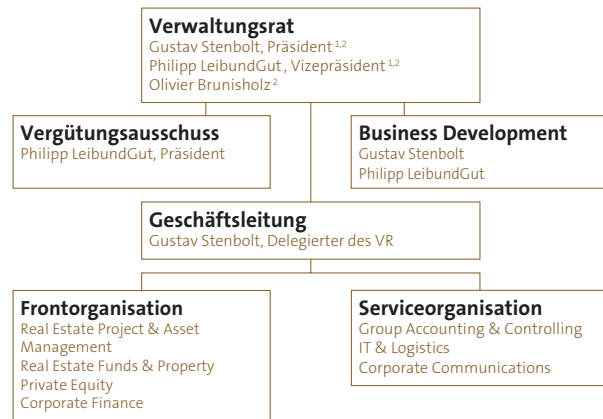 Verwaltungsrat
Gustav Stenbolt, Präsident 1,2
Philipp LeibundGut, Vizepräsident 1,2
Olivier Brunisholz 2
Vergütungsausschuss
Philipp LeibundGut, Präsident
Business Development
Gustav Stenbolt
Philipp LeibundGut
Geschäftsleitung
Gustav Stenbolt, Delegierter des VR
Frontorganisation
Real Estate Project & Asset
Management
Real Estate Funds & Property
Private Equity
Corporate Finance
Serviceorganisation
Group Accounting & Controlling
IT & Logistics
Corporate Communications